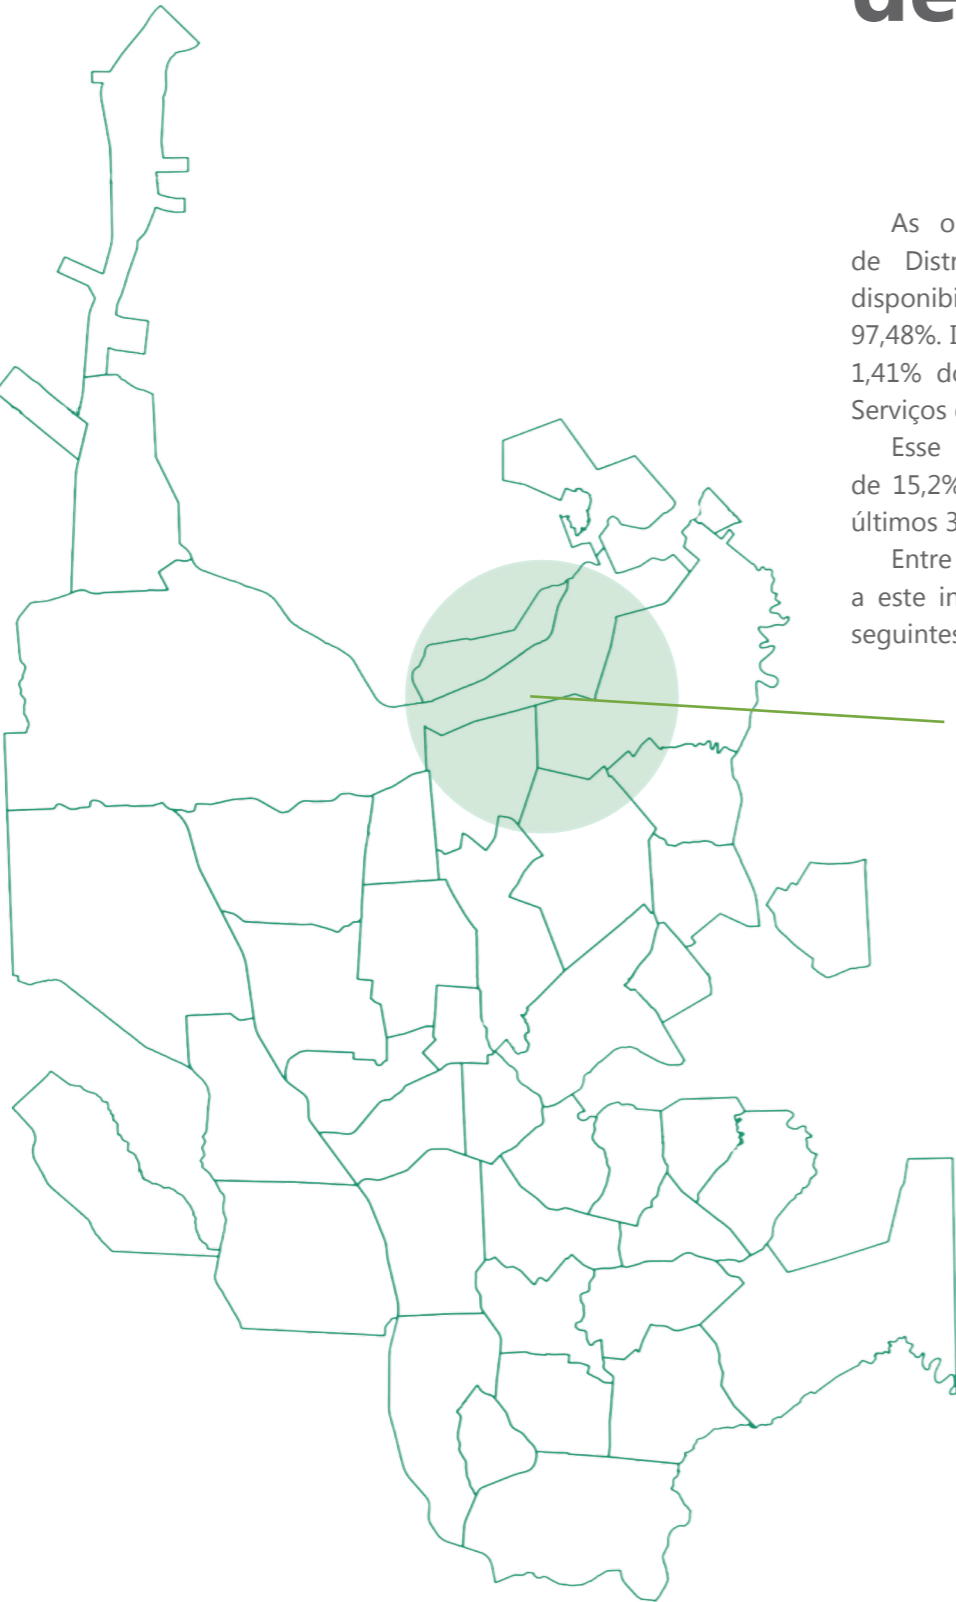 de
As o
de Distr
disponibi
97,48%.
1,41% do
Serviços
Esse
de 15,2%
últimos 3
Entre
a este in
seguintes